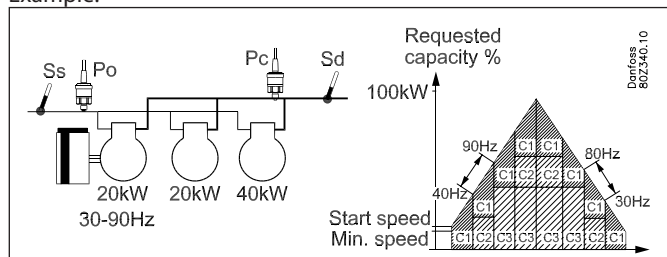 Example:
Ss
Po
Pc
Sd
20kW
20kW
40kW
30-90Hz
Requested
capacity %
100kW
Danfoss
80Z340.10
90Hz
80Hz
40Hz
30Hz
Start speed
Min. speed
C1 C1
C1 C2 C2 C1
C1 C1
C1 C2 C3 C3 C3 C2 C1